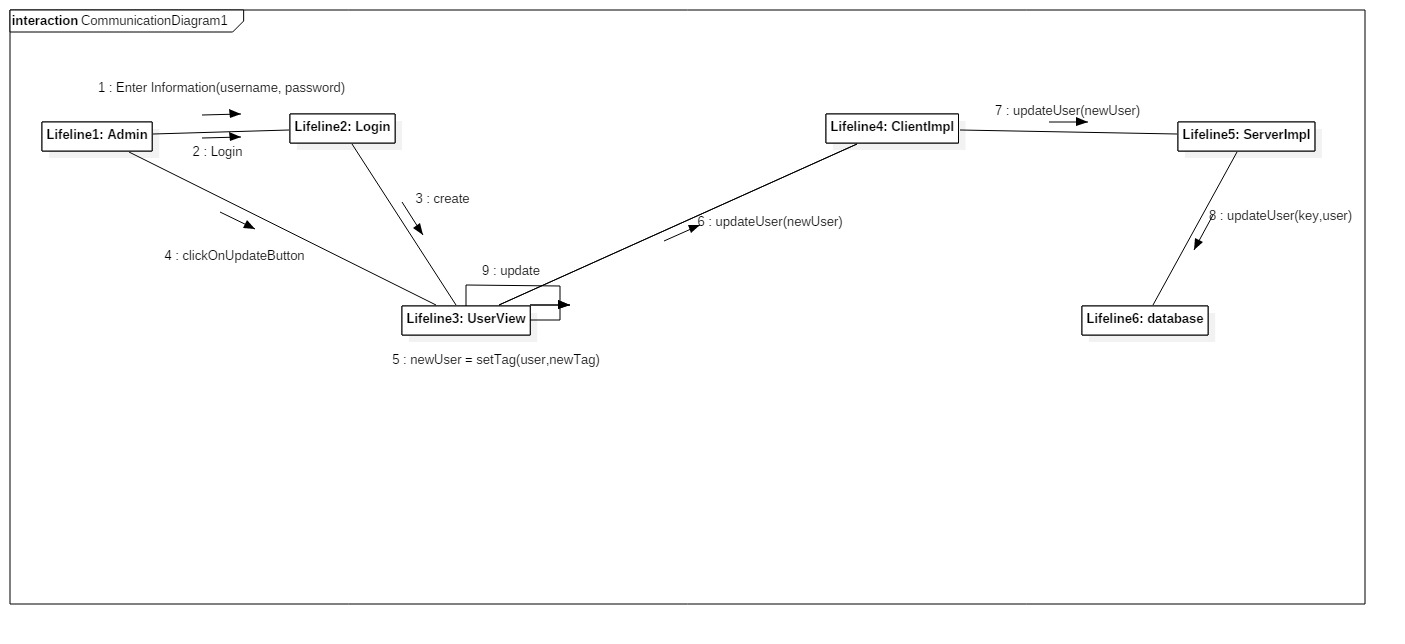 interaction CommunicationDiagram1
1 : Enter Information(username, password)
Lifeline1: Admin
Lifeline2: Login
2 : Login
3 : create
4 : clickOnUpdateButton
Lifeline4: ClientImpl
7 : updateUser(newUser)
Lifeline5: ServerImpl
6 : updateUser(newUser)
8 : updateUser(key,user)
9 : update
Lifeline3: UserView
Lifeline6: database
5 : newUser = setTag(user,newTag)